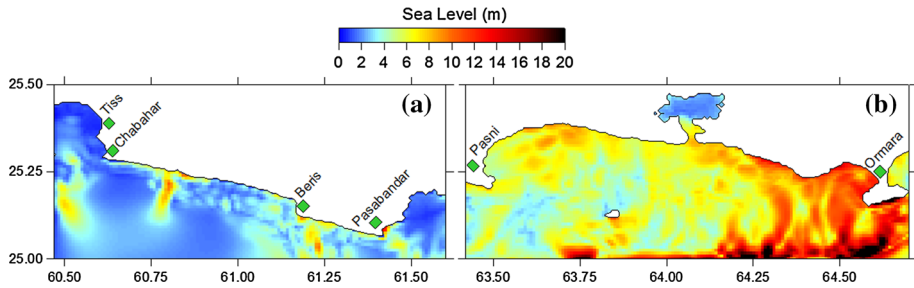 Sea Level (m)
0 2 4 6 8 10 12 14 16 18 20
25.50
25.25
25.00
(a)
Tiss
Chabahar
Beris
Pasabandar
60.50 60.75 61.00 61.25 61.50
(b)
Pasni
Ormara
63.50 63.75 64.00 64.25 64.50